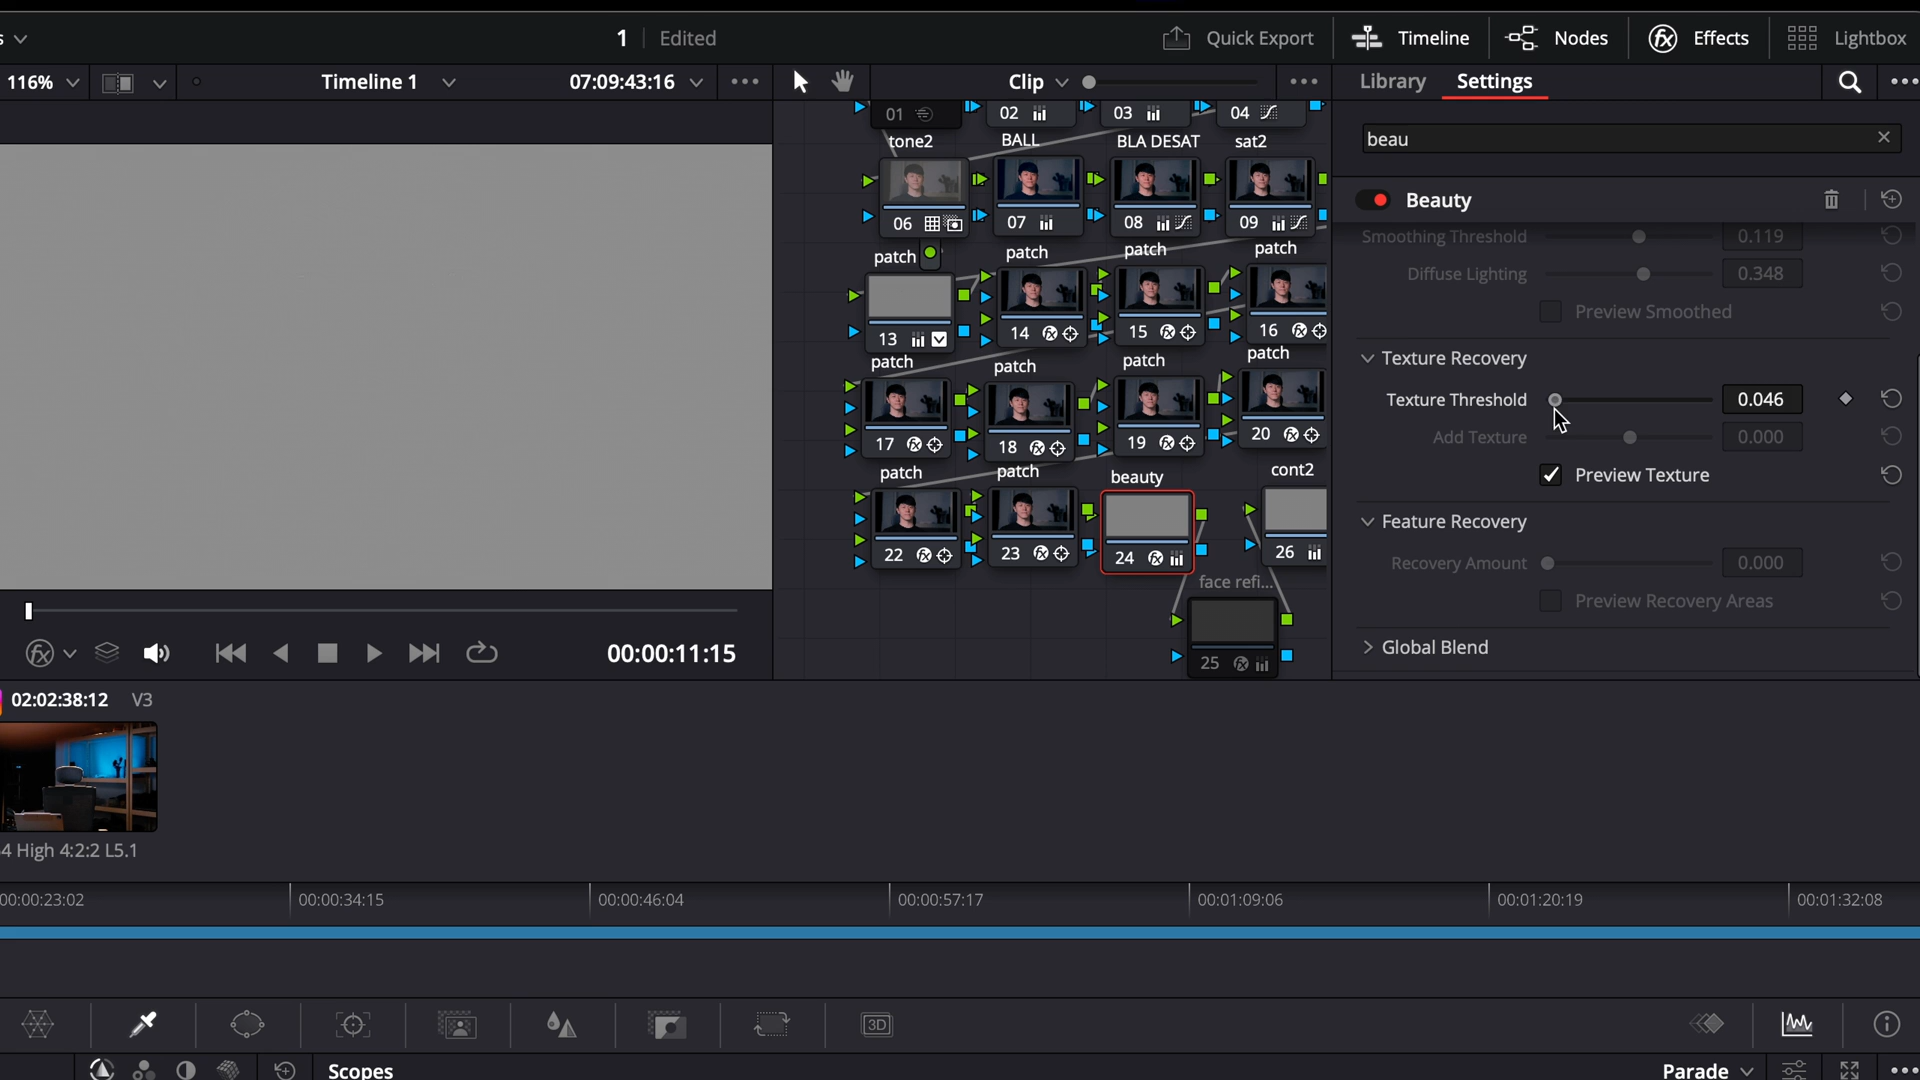 s
1
Edited
Quick Export
Timeline
Nodes
Effects
Lightbox
116%
Timeline 1
07:09:43:16
Clip
Library
Settings
beau
Beauty
01
02
03
04
tone2
BALL
BLA DESAT
sat2
06
07
08
09
patch
patch
patch
patch
13
14
15
16
patch
patch
patch
patch
17
18
19
20
patch
patch
beauty
cont2
22
23
24
26
face refi...
25
Smoothing Threshold
0.119
Diffuse Lighting
0.348
Preview Smoothed
Texture Recovery
Texture Threshold
0.046
Add Texture
0.000
Preview Texture
Feature Recovery
Recovery Amount
0.000
Preview Recovery Areas
Global Blend
00:00:11:15
02:02:38:12
V3
4 High 4:2:2 L5.1
00:00:23:02
00:00:34:15
00:00:46:04
00:00:57:17
00:01:09:06
00:01:20:19
00:01:32:08
3D
Scopes
Parade